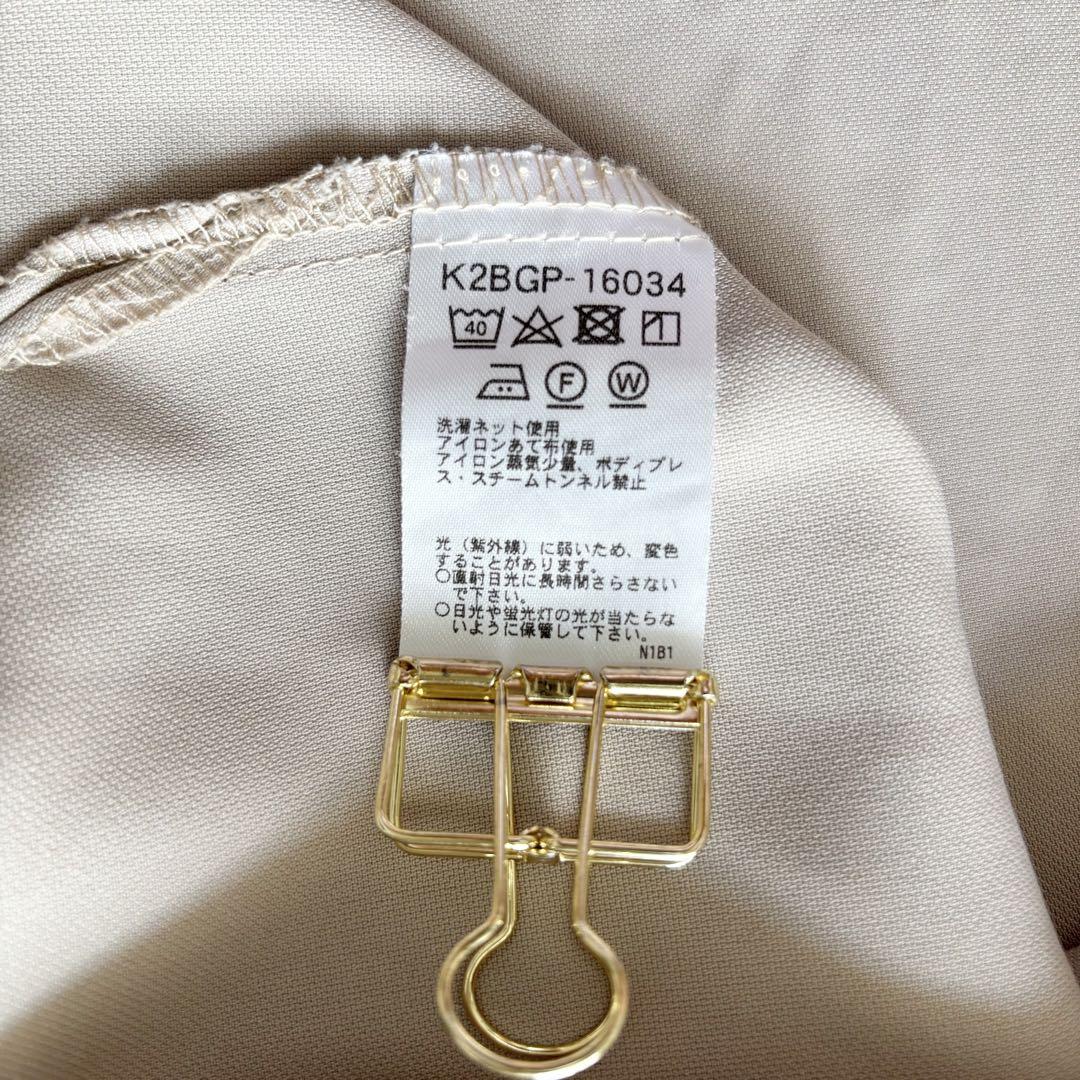 K2BGP-16034
40
F W
洗濯ネット使用
アイロンあて布使用
アイロン蒸気少量、ボディプレ
ス・スチームトンネル禁止
光（紫外線）に弱いため、変色
することがあります。
○直射日光に長時間さらさない
で下さい。
○日光や蛍光灯の光が当たらな
いように保管して下さい。
N1B1